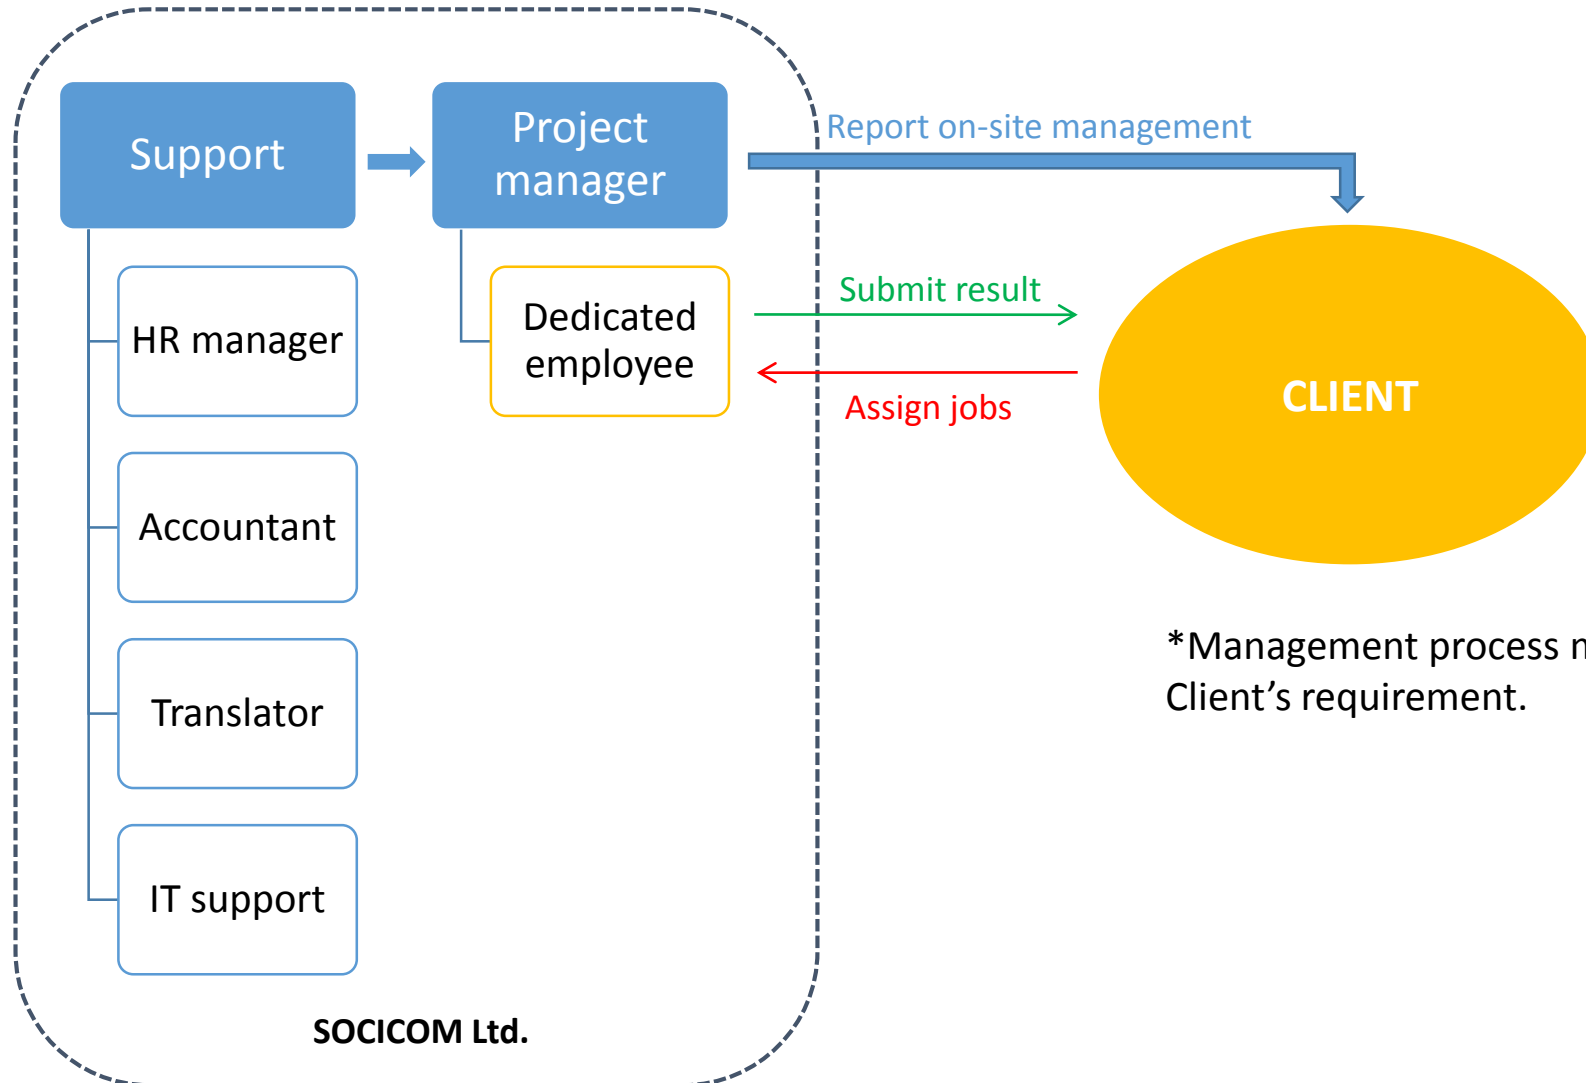 Support
Project
manager
Report on-site management
HR manager
Dedicated
employee
Submit result
Assign jobs
CLIENT
Accountant
Translator
IT support
*Management process
Client’s requirement.
SOCICOM Ltd.